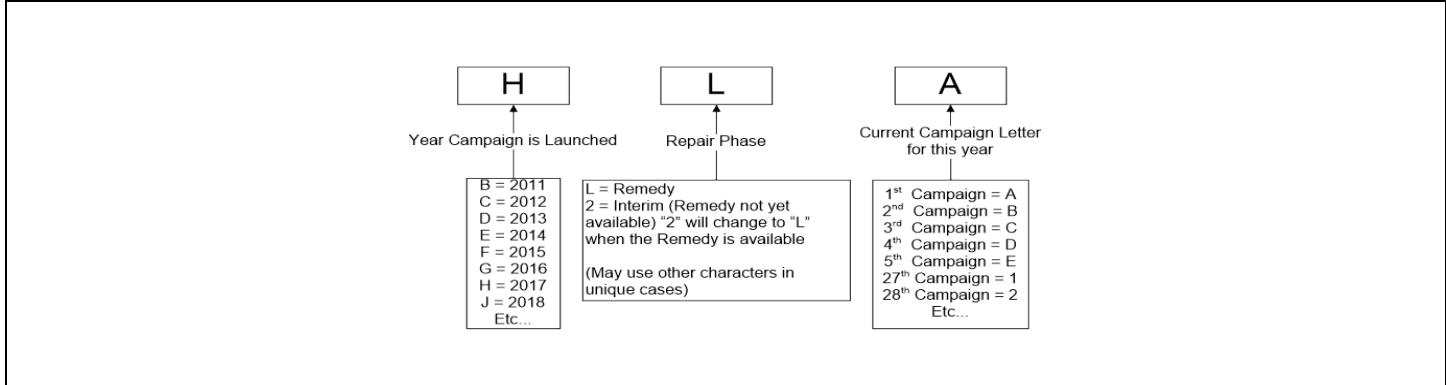 H
L
A
Year Campaign is Launched
Repair Phase
Current Campaign Letter
for this year
B = 2011
C = 2012
D = 2013
E = 2014
F = 2015
G = 2016
H = 2017
J = 2018
Etc...
L = Remedy
2 = Interim (Remedy not yet
available) “2” will change to “L”
when the Remedy is available
(May use other characters in
unique cases)
1st Campaign = A
2nd Campaign = B
3rd Campaign = C
4th Campaign = D
5th Campaign = E
27th Campaign = 1
28th Campaign = 2
Etc...